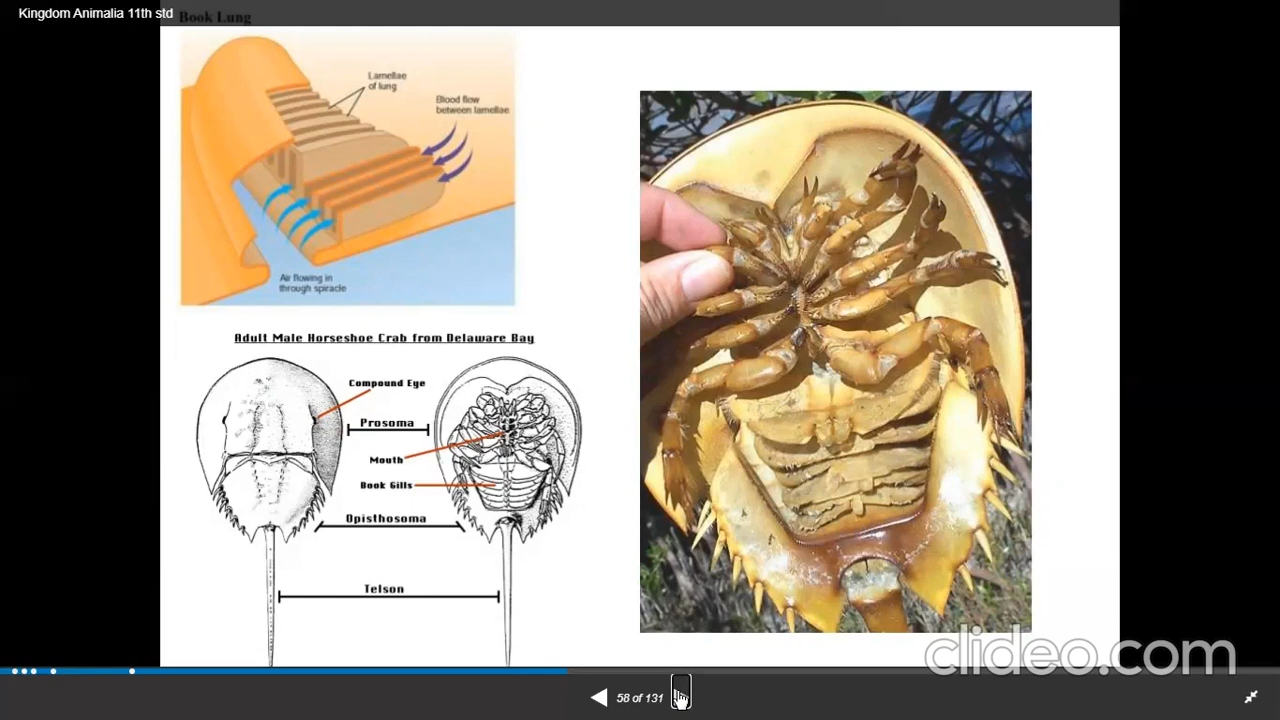 Kingdom Animalia 11th std
Book Lung
Lamellae
of lung
Blood flow
between lamellae
Air flowing in
through spiracle
Adult Male Horseshoe Crab from Delaware Bay
Compound Eye
Prosoma
Mouth
Book Gills
Opisthosoma
Telson
clideo.com
58 of 131